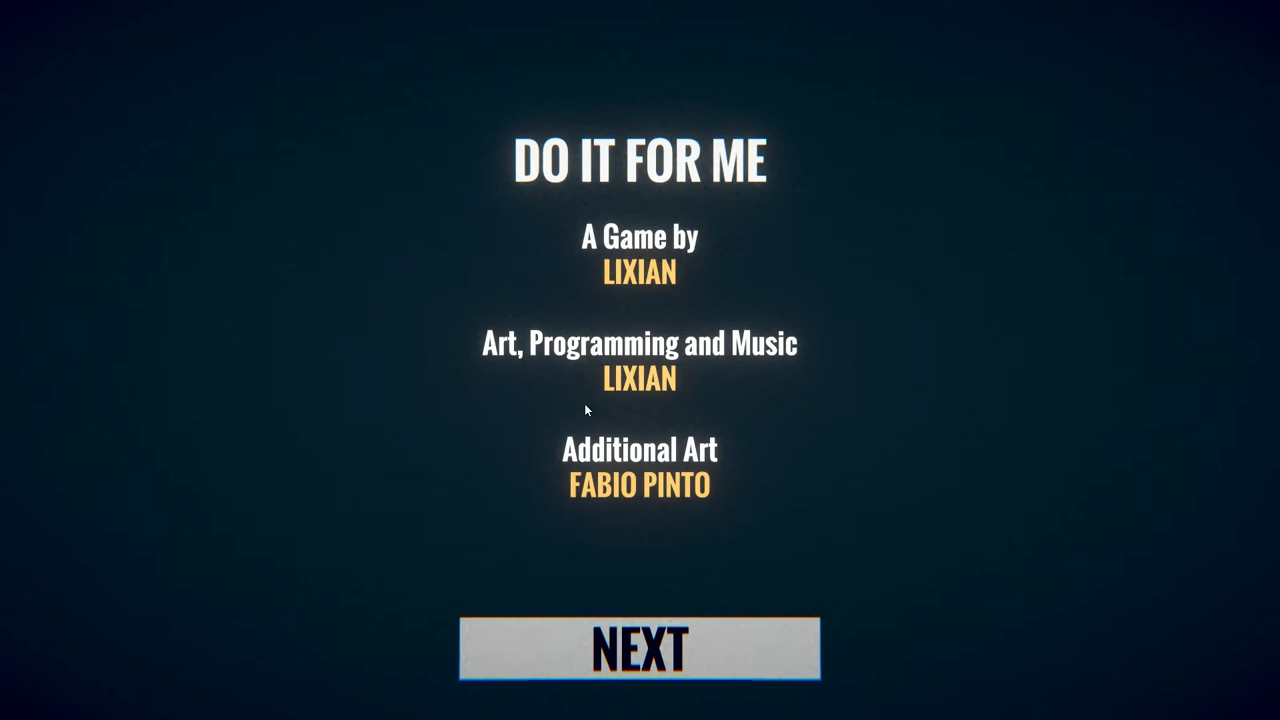 DO IT FOR ME
A Game by
LIXIAN
Art, Programming and Music
LIXIAN
Additional Art
FABIO PINTO
NEXT